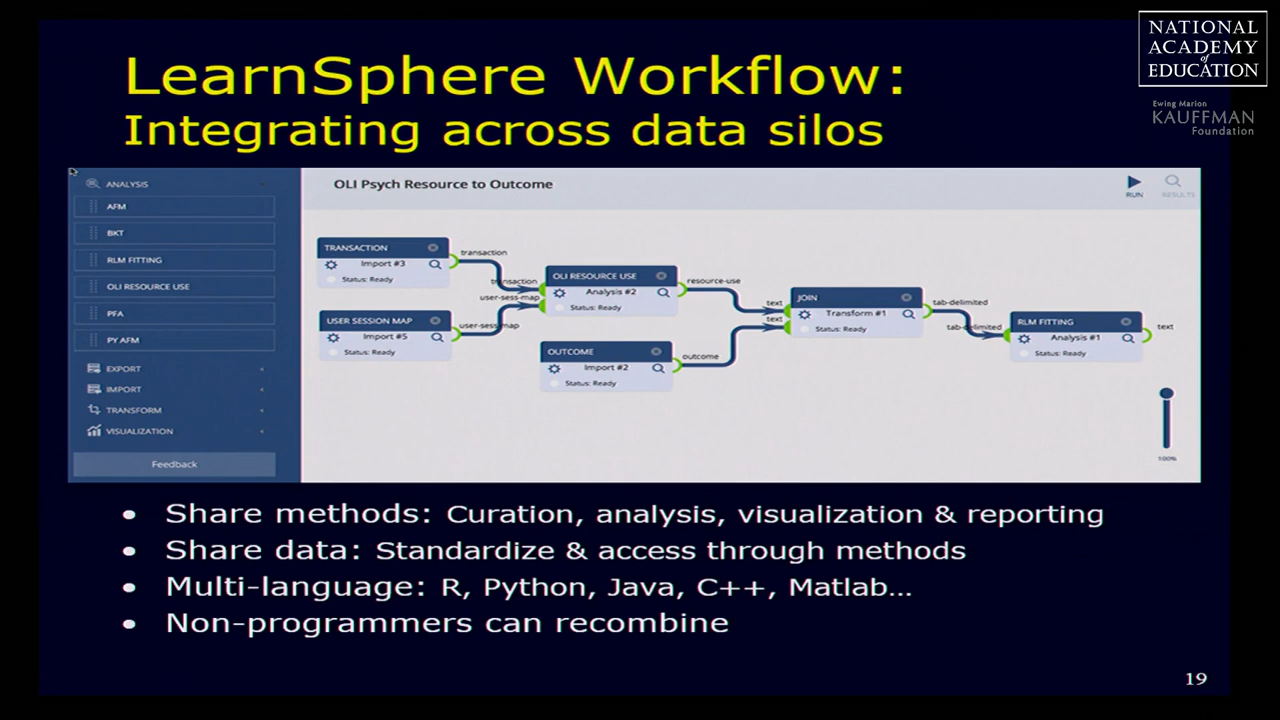 LearnSphere Workflow:
Integrating across data silos
NATIONAL
ACADEMY
of
EDUCATION
Ewing Marion
KAUFFMAN
Foundation
ANALYSIS
AFM
BKT
RLM FITTING
OLI RESOURCE USE
PFA
PY AFM
EXPORT
IMPORT
TRANSFORM
VISUALIZATION
Feedback
OLI Psych Resource to Outcome
RUN
RESULTS
TRANSACTION
Import #3
Status: Ready
transaction
USER SESSION MAP
Import #5
Status: Ready
user-sess-map
transaction
user-sess-map
OLI RESOURCE USE
Analysis #2
Status: Ready
resource-use
OUTCOME
Import #2
Status: Ready
outcome
text
text
JOIN
Transform #1
Status: Ready
tab-delimited
tab-delimited
RLM FITTING
Analysis #1
Status: Ready
text
100%
• Share methods: Curation, analysis, visualization & reporting
• Share data: Standardize & access through methods
• Multi-language: R, Python, Java, C++, Matlab…
• Non-programmers can recombine
19